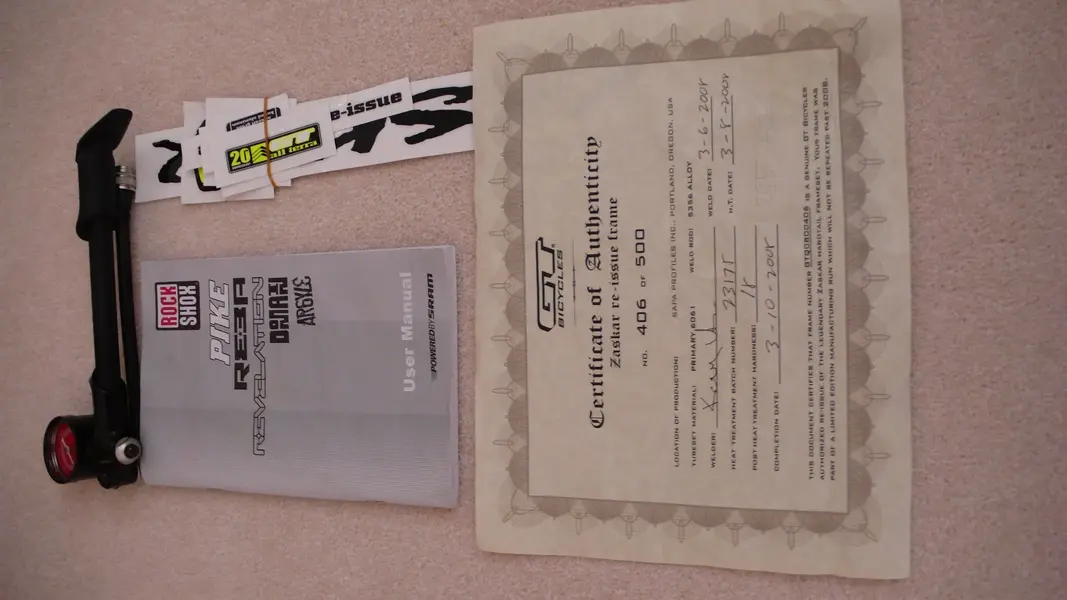 e-issue
20
GT
all terra
ROCK
SHOX
PIKE
REBA
REVELATION
DOMAIN
ARGYLE
User Manual
POWERED BY SRAM
GT
BICYCLES
Certificate of Authenticity
Zaskar re-issue frame
NO. 406 OF 500
LOCATION OF PRODUCTION: SAPA PROFILES INC., PORTLAND, OREGON, USA
TUBESET MATERIAL: PRIMARY 6061 WELD ROD: 5356 ALLOY
WELDER: WELD DATE: 3-6-2008
HEAT TREATMENT BATCH NUMBER: 23175 H.T. DATE: 3-8-2008
POST HEAT TREATMENT HARDNESS: 18
COMPLETION DATE: 3-10-2008
THIS DOCUMENT CERTIFIES THAT FRAME NUMBER IS A GENUINE GT BICYCLES
AUTHORIZED RE-ISSUE OF THE LEGENDARY ZASKAR HARDTAIL FRAMESET. YOUR FRAME WAS
PART OF A LIMITED EDITION MANUFACTURING RUN WHICH WILL NOT BE REPEATED PAST 2008.